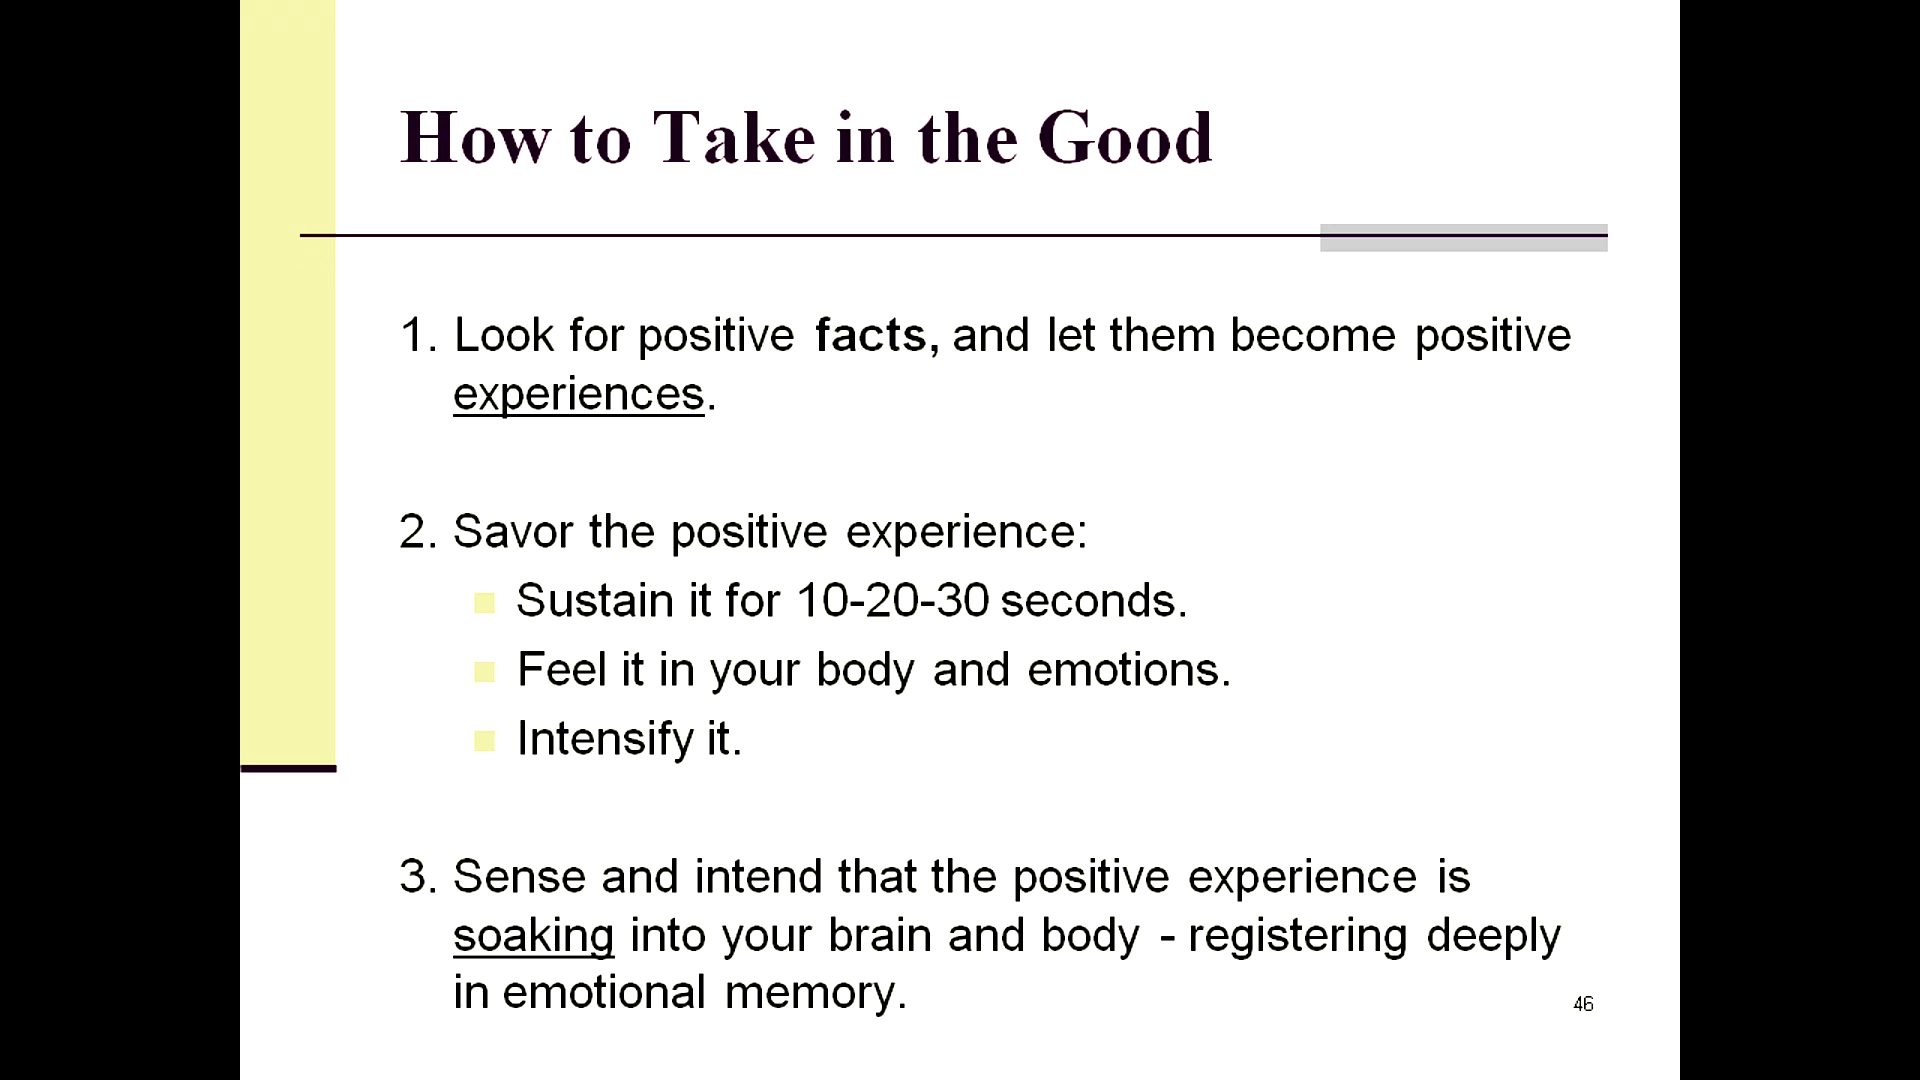 How to Take in the Good
1. Look for positive facts, and let them become positive
experiences.
2. Savor the positive experience:
Sustain it for 10-20-30 seconds.
Feel it in your body and emotions.
Intensify it.
3. Sense and intend that the positive experience is
soaking into your brain and body - registering deeply
in emotional memory.
46